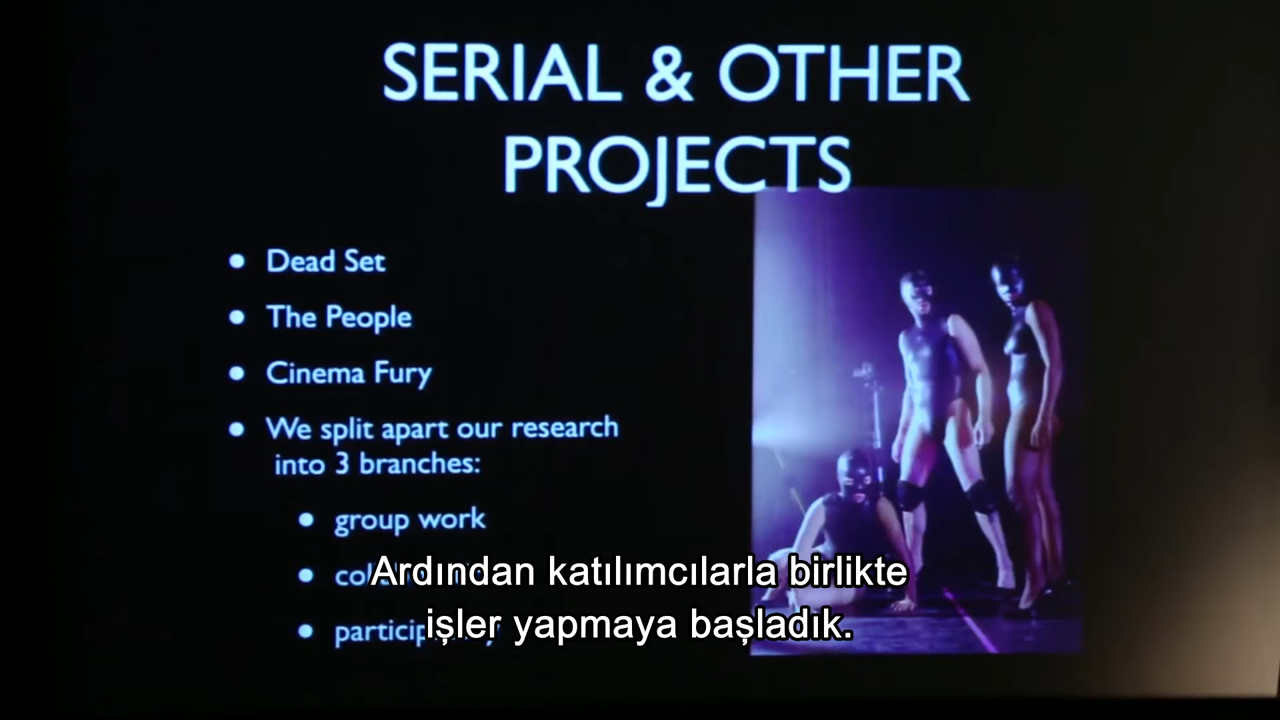 SERIAL & OTHER
PROJECTS
• Dead Set
• The People
• Cinema Fury
• We split apart our research
into 3 branches:
• group work
Ardından katılımcılarla birlikte
işler yapmaya başladık.